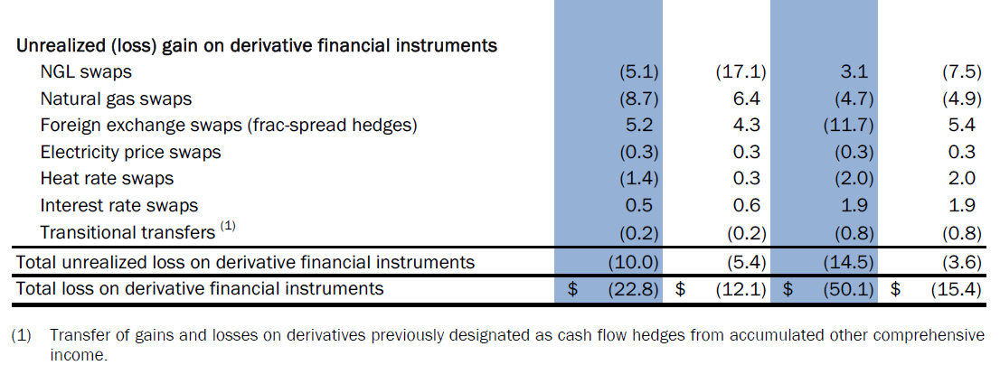 Unrealized (loss) gain on derivative financial instruments
NGL swaps (5.1) (17.1) 3.1 (7.5)
Natural gas swaps (8.7) 6.4 (4.7) (4.9)
Foreign exchange swaps (frac-spread hedges) 5.2 4.3 (11.7) 5.4
Electricity price swaps (0.3) 0.3 (0.3) 0.3
Heat rate swaps (1.4) 0.3 (2.0) 2.0
Interest rate swaps 0.5 0.6 1.9 1.9
Transitional transfers (1) (0.2) (0.2) (0.8) (0.8)
Total unrealized loss on derivative financial instruments (10.0) (5.4) (14.5) (3.6)
Total loss on derivative financial instruments $ (22.8) $ (12.1) $ (50.1) $ (15.4)
(1) Transfer of gains and losses on derivatives previously designated as cash flow hedges from accumulated other comprehensive
income.